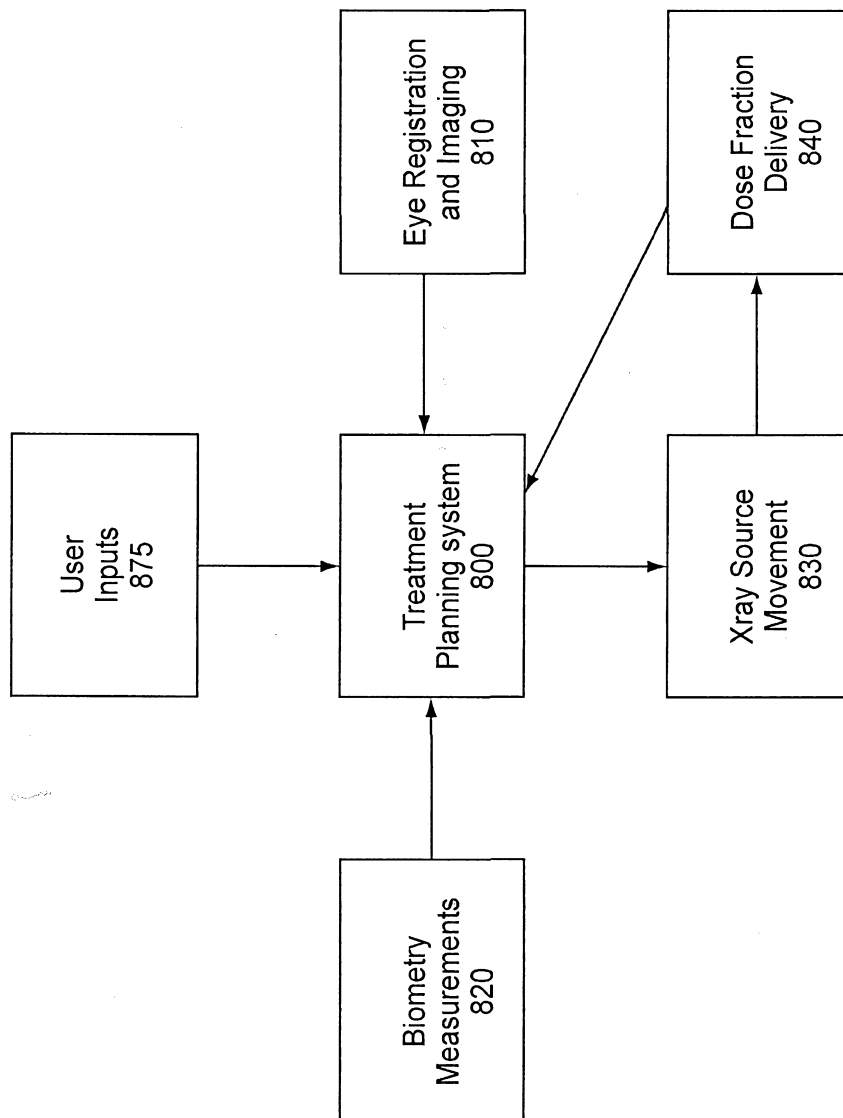 User
Inputs
875
Eye Registration
and Imaging
810
Treatment
Planning system
800
Biometry
Measurements
820
Dose Fraction
Delivery
840
Xray Source
Movement
830